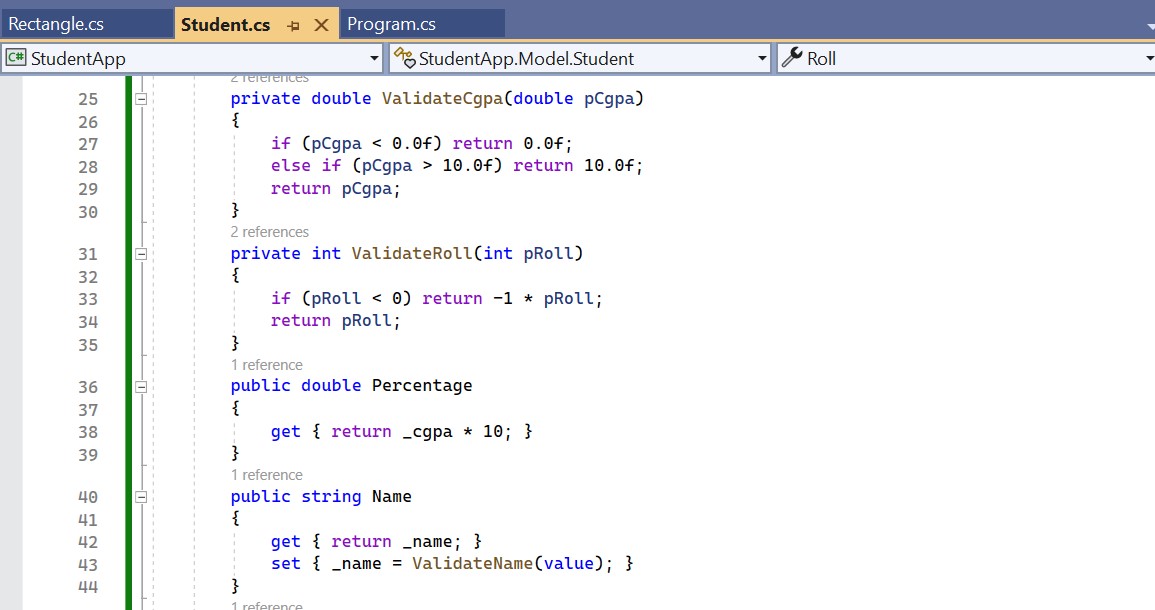 Rectangle.cs Student.cs Program.cs
C# StudentApp StudentApp.Model.Student Roll
2 references
25 private double ValidateCgpa(double pCgpa)
26 {
27 if (pCgpa < 0.0f) return 0.0f;
28 else if (pCgpa > 10.0f) return 10.0f;
29 return pCgpa;
30 }
2 references
31 private int ValidateRoll(int pRoll)
32 {
33 if (pRoll < 0) return -1 * pRoll;
34 return pRoll;
35 }
1 reference
36 public double Percentage
37 {
38 get { return _cgpa * 10; }
39 }
1 reference
40 public string Name
41 {
42 get { return _name; }
43 set { _name = ValidateName(value); }
44 }
1 reference